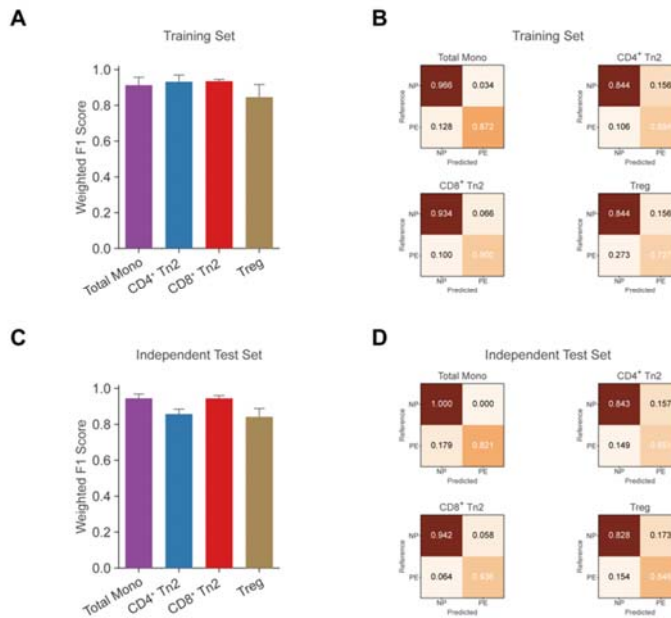 A
Training Set
Weighted F1 Score
1.0
0.8
0.6
0.4
0.2
0.0
Total Mono
CD4+ Tn2
CD8+ Tn2
Treg
B
Training Set
Total Mono
Reference
NP
0.966 0.034
PE
0.128 0.872
NP PE
Predicted
CD4+ Tn2
Reference
NP
0.844 0.156
PE
0.106
NP PE
Predicted
CD8+ Tn2
Reference
NP
0.934 0.066
PE
0.100 0.900
NP PE
Predicted
Treg
Reference
NP
0.844 0.156
PE
0.273
NP PE
Predicted
C
Independent Test Set
Weighted F1 Score
1.0
0.8
0.6
0.4
0.2
0.0
Total Mono
CD4+ Tn2
CD8+ Tn2
Treg
D
Independent Test Set
Total Mono
Reference
NP
1.000 0.000
PE
0.179 0.821
NP PE
Predicted
CD4+ Tn2
Reference
NP
0.843 0.157
PE
0.149
NP PE
Predicted
CD8+ Tn2
Reference
NP
0.942 0.058
PE
0.064
NP PE
Predicted
Treg
Reference
NP
0.828 0.173
PE
0.154
NP PE
Predicted